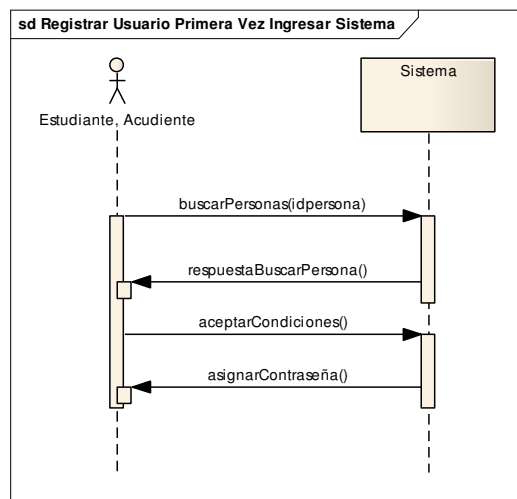 sd Registrar Usuario Primera Vez Ingresar Sistema
Estudiante, Acudiente
Sistema
buscarPersonas(idpersona)
respuestaBuscarPersona()
aceptarCondiciones()
asignarContraseña()